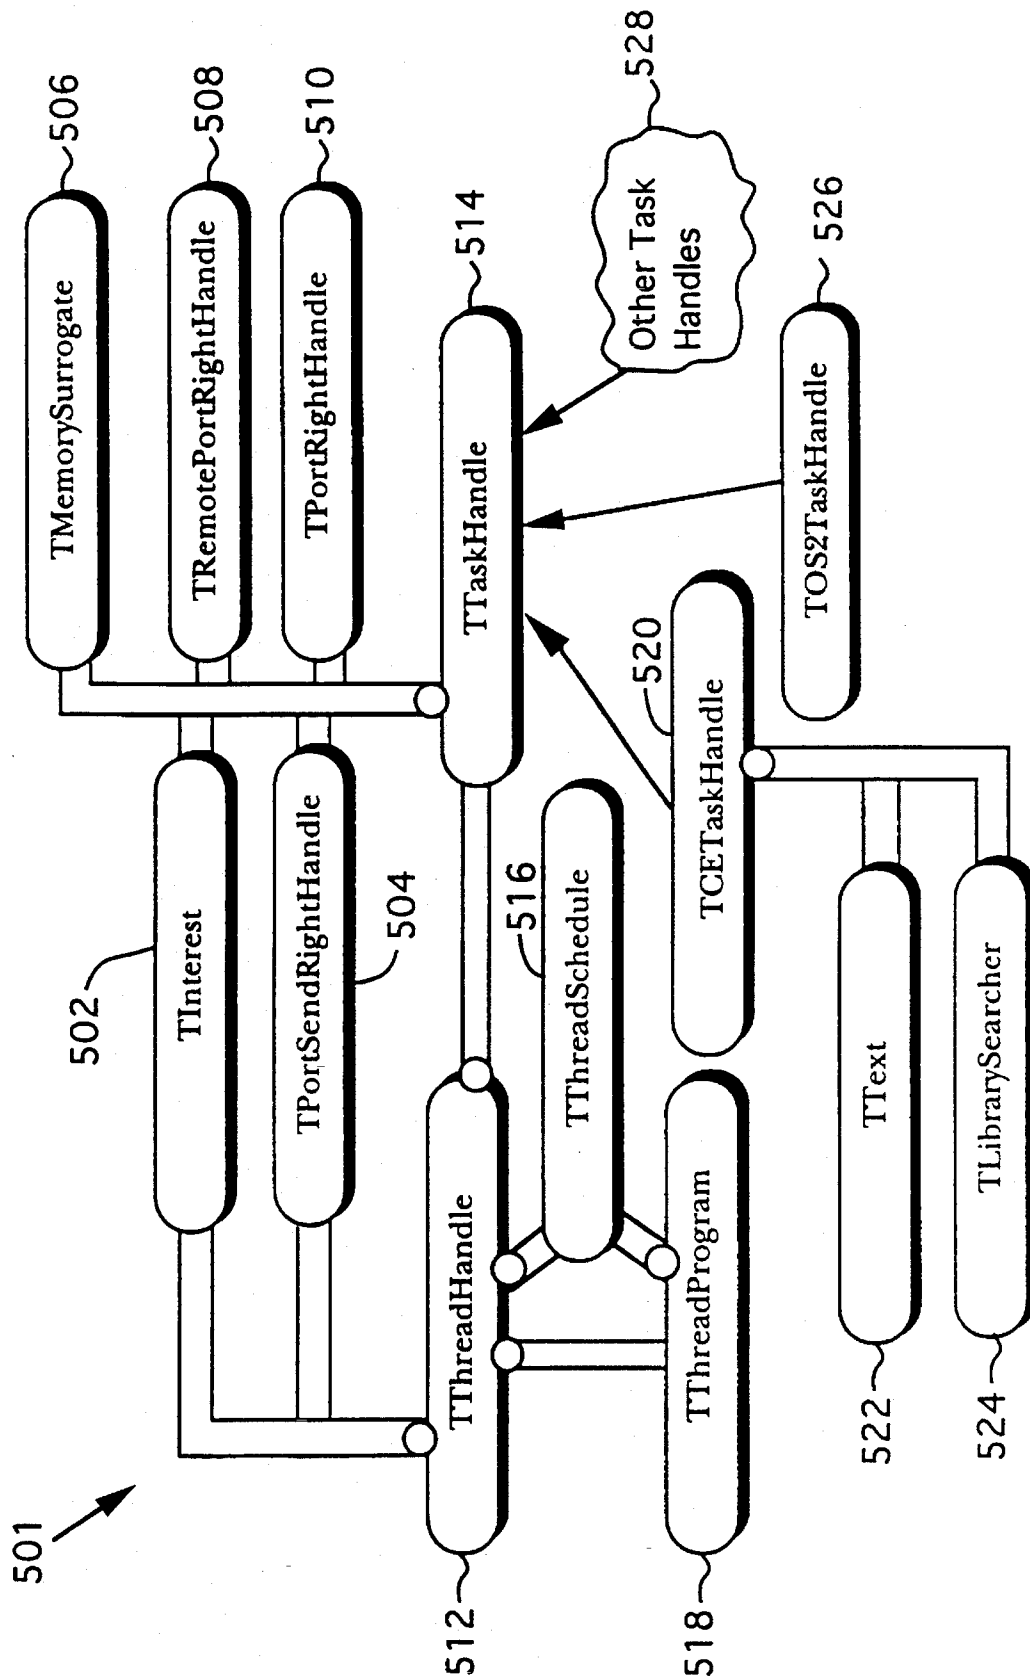 501
502
TInterest
TPortSendRightHandle
504
TMemorySurrogate
506
TRemotePortRightHandle
508
TPortRightHandle
510
512
TThreadHandle
TTaskHandle
514
TThreadSchedule
516
518
TThreadProgram
TCETaskHandle
520
Other Task
Handles
528
522
TText
TOS2TaskHandle
526
524
TLibrarySearcher